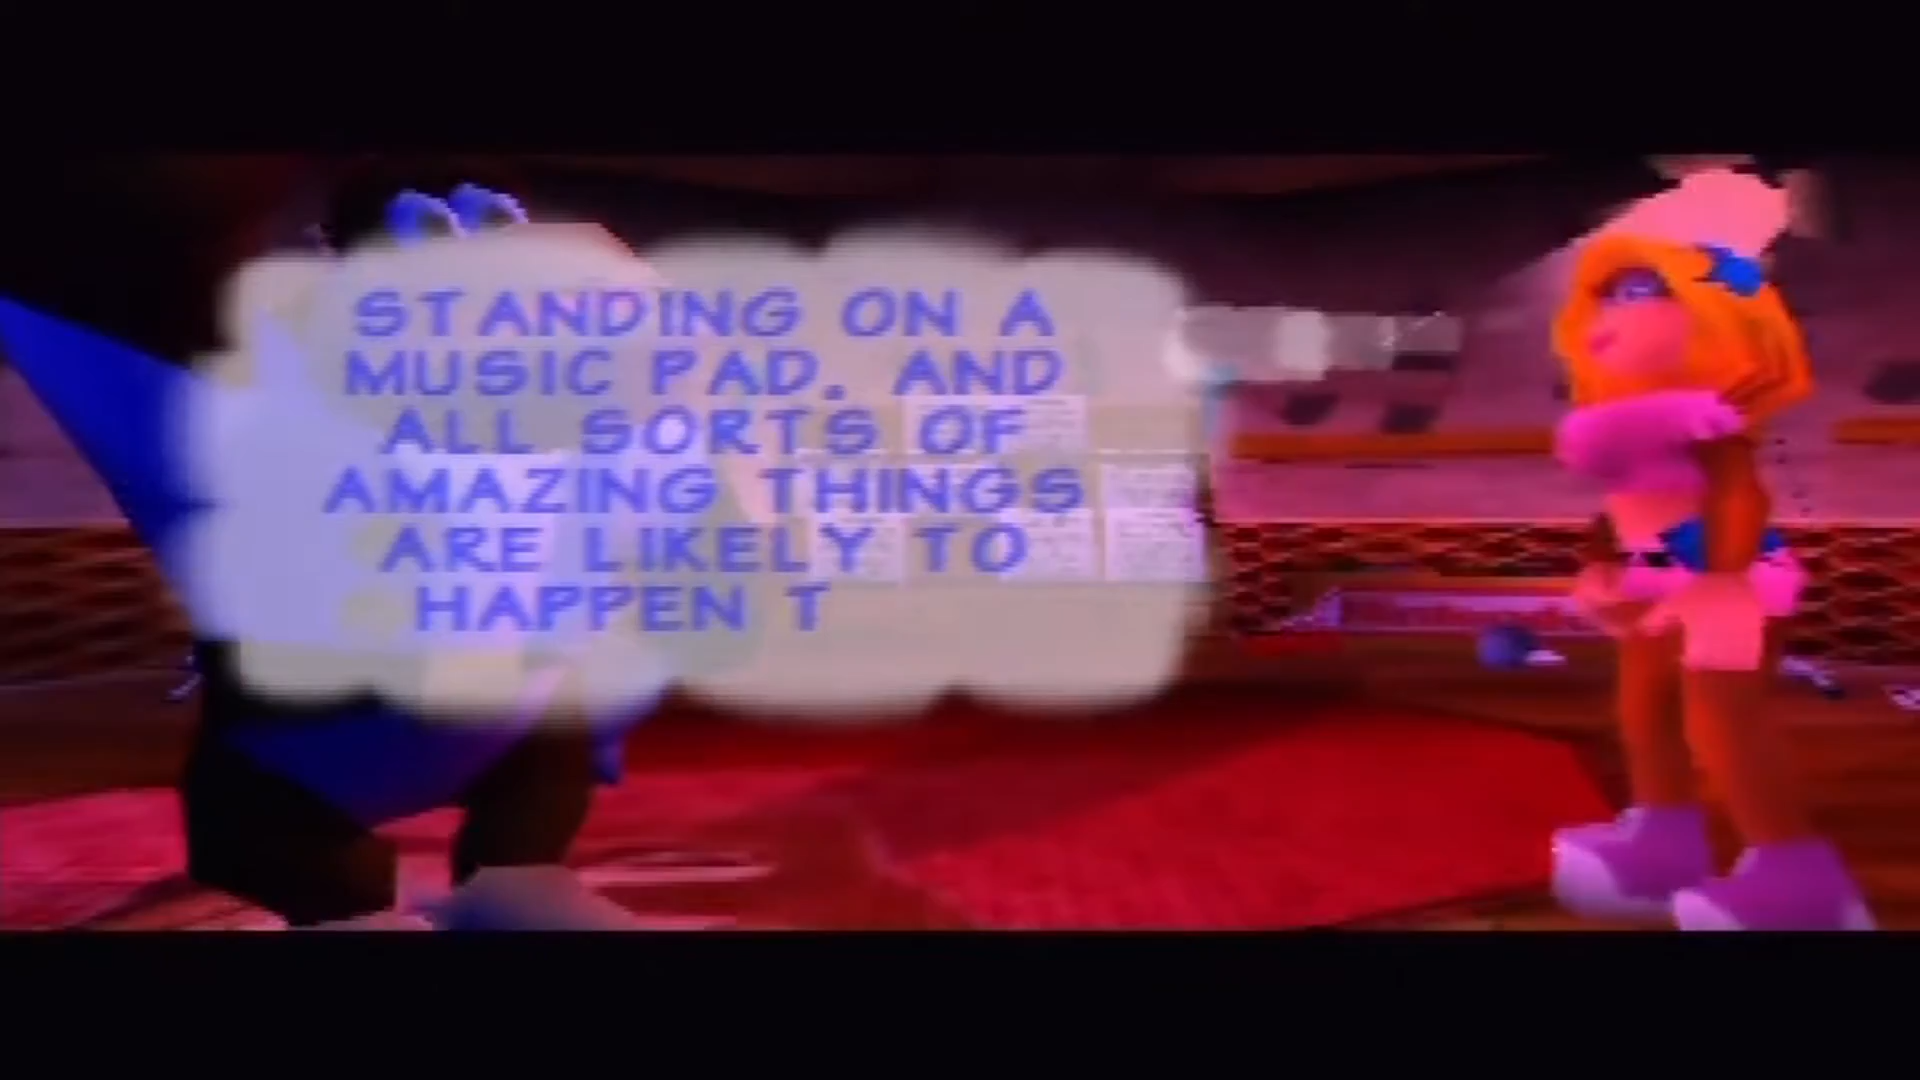 STANDING ON A
MUSIC PAD. AND
ALL SORTS OF
AMAZING THINGS
ARE LIKELY TO
HAPPEN T